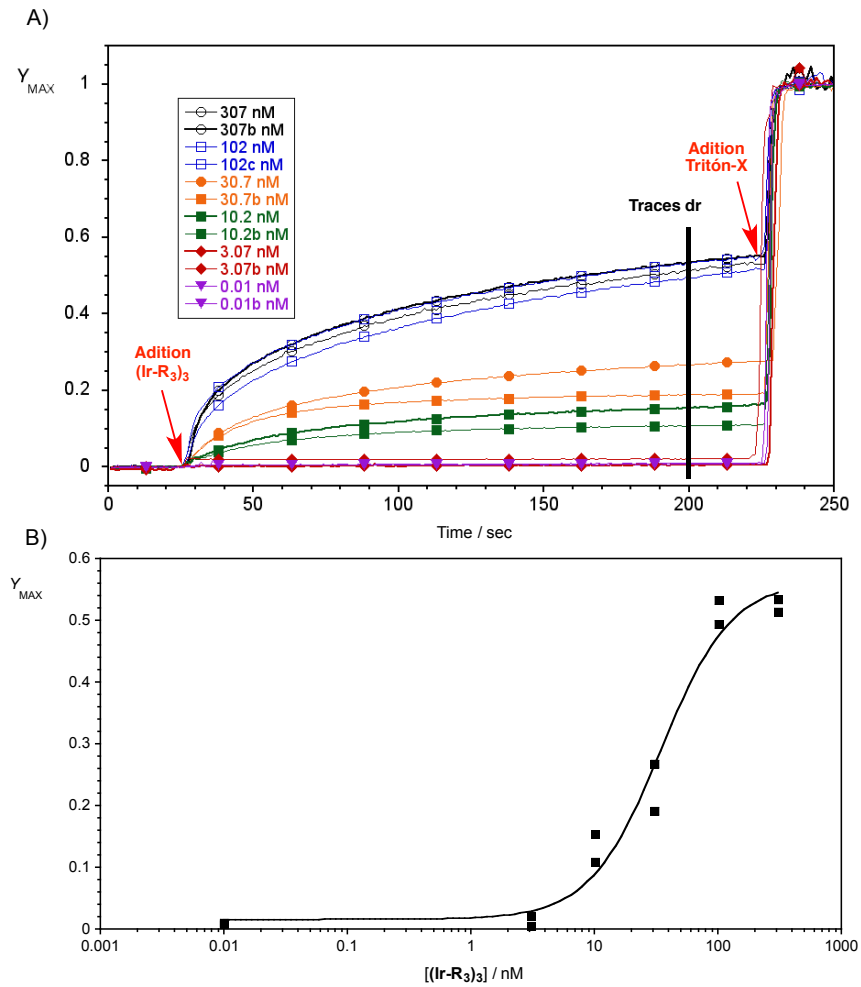 A)
Y_MAX
1
0.8
0.6
0.4
0.2
0
307 nM
307b nM
102 nM
102c nM
30.7 nM
30.7b nM
10.2 nM
10.2b nM
3.07 nM
3.07b nM
0.01 nM
0.01b nM
Adition
Tritón-X
Traces dr
Adition
(Ir-R₃)₃
0 50 100 150 200 250
Time / sec
B)
Y_MAX
0.6
0.5
0.4
0.3
0.2
0.1
0
0.001 0.01 0.1 1 10 100 1000
[(Ir-R₃)₃] / nM